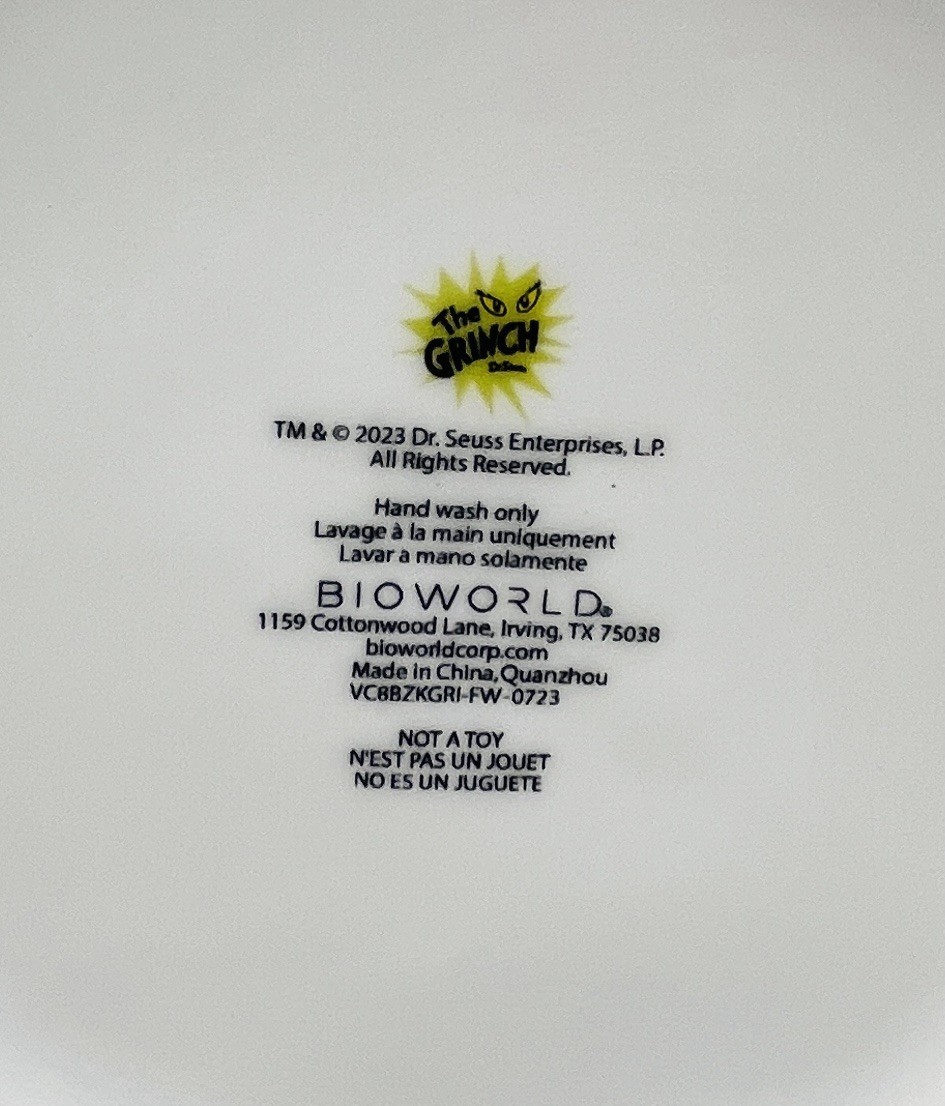 The
GRINCH
Dr. Seuss
TM & © 2023 Dr. Seuss Enterprises, L.P.
All Rights Reserved.
Hand wash only
Lavage à la main uniquement
Lavar a mano solamente
BIOWORLD®
1159 Cottonwood Lane, Irving, TX 75038
bioworldcorp.com
Made in China,Quanzhou
VC8BZKGRI-FW-0723
NOT A TOY
N'EST PAS UN JOUET
NO ES UN JUGUETE